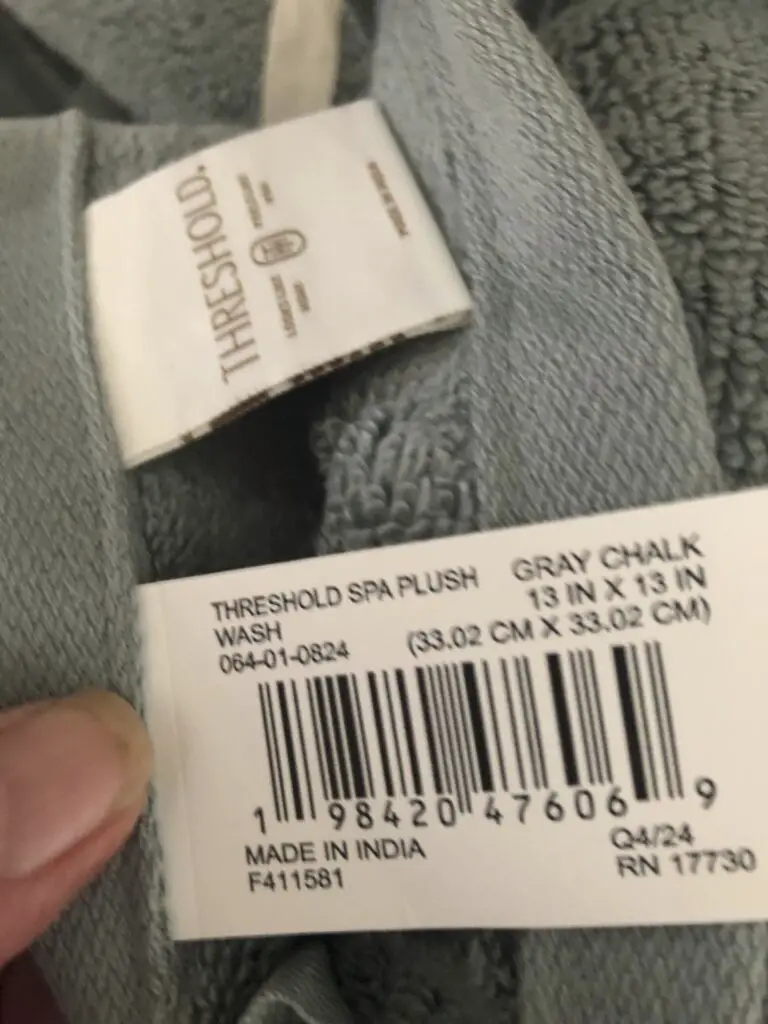 THRESHOLD.
THRESHOLD SPA PLUSH
WASH
064-01-0824
GRAY CHALK
13 IN X 13 IN
(33.02 CM X 33.02 CM)
1 98420 47606 9
MADE IN INDIA
F411581
Q4/24
RN 17730